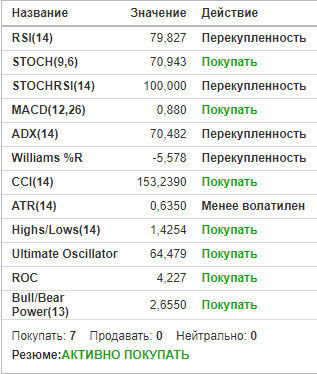 Название Значение Действие
RSI(14) 79,827 Перекупленность
STOCH(9,6) 70,943 Покупать
STOCHRSI(14) 100,000 Перекупленность
MACD(12,26) 0,880 Покупать
ADX(14) 70,482 Перекупленность
Williams %R -5,578 Перекупленность
CCI(14) 153,2390 Покупать
ATR(14) 0,6350 Менее волатилен
Highs/Lows(14) 1,4254 Покупать
Ultimate Oscillator 64,479 Покупать
ROC 4,227 Покупать
Bull/Bear
Power(13) 2,6550 Покупать
Покупать: 7 Продавать: 0 Нейтрально: 0
Резюме:АКТИВНО ПОКУПАТЬ